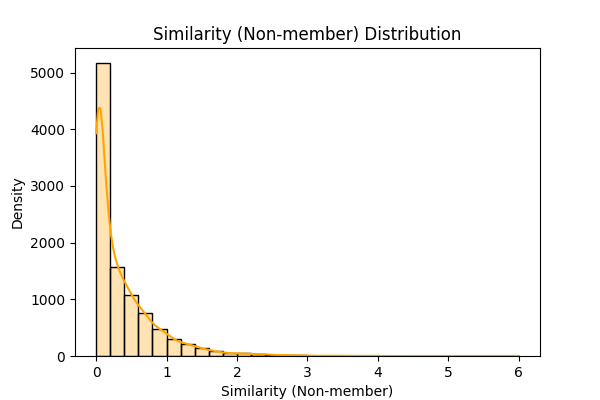 Similarity (Non-member) Distribution
Density
5000
4000
3000
2000
1000
0
0 1 2 3 4 5 6
Similarity (Non-member)